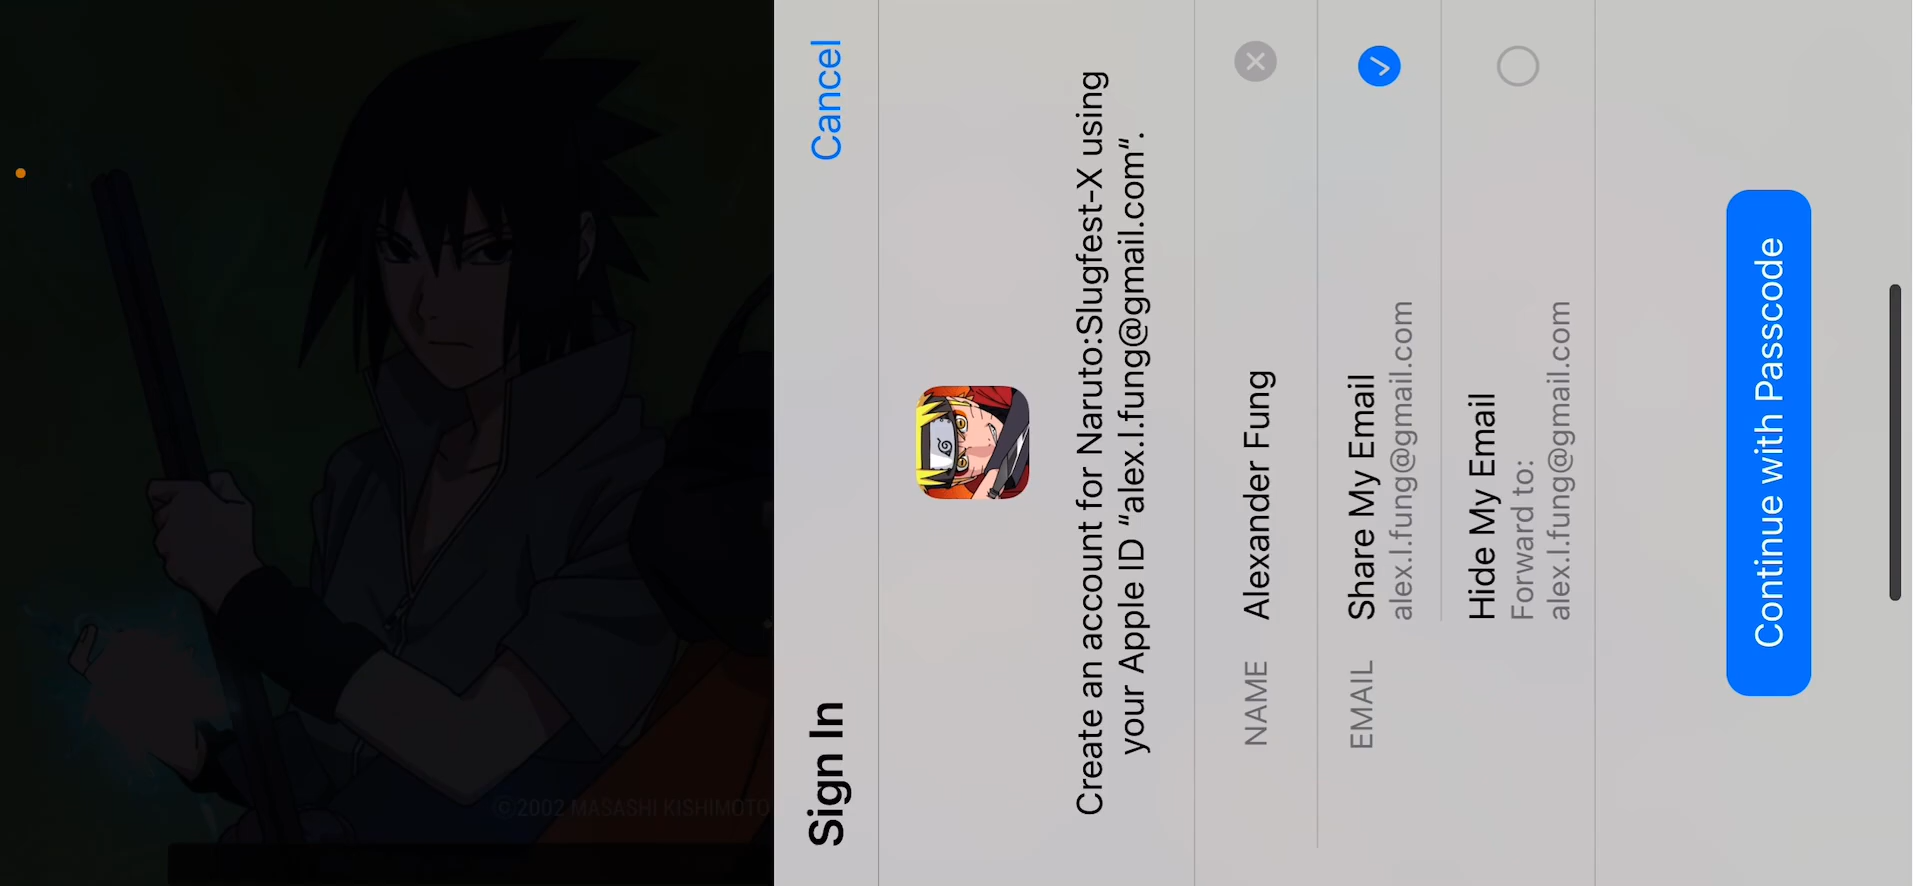 ©2002 MASASHI KISHIMOTO
Sign In
Cancel
Create an account for Naruto:Slugfest-X using
your Apple ID “alex.l.fung@gmail.com”.
NAME
Alexander Fung
EMAIL
Share My Email
alex.l.fung@gmail.com
Hide My Email
Forward to:
alex.l.fung@gmail.com
Continue with Passcode